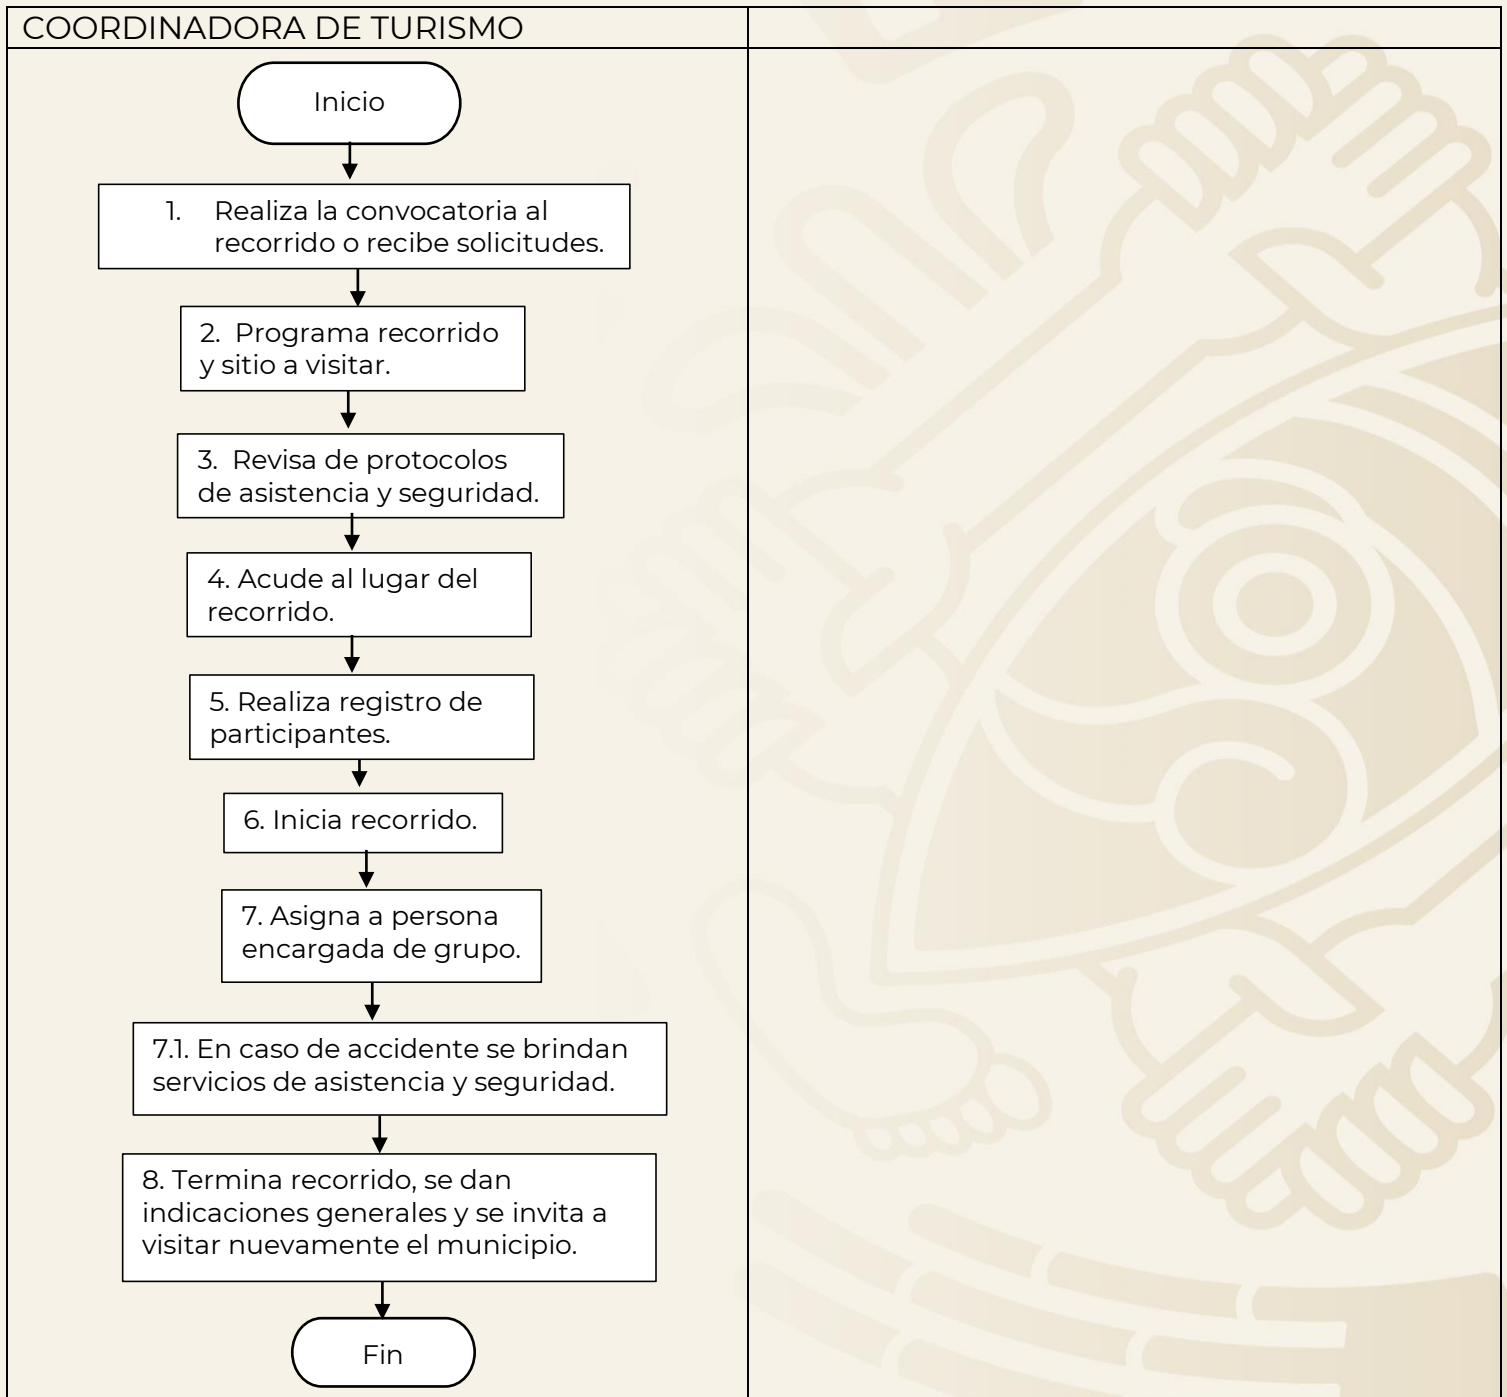 COORDINADORA DE TURISMO
Inicio
1. Realiza la convocatoria al
recorrido o recibe solicitudes.
2. Programa recorrido
y sitio a visitar.
3. Revisa de protocolos
de asistencia y seguridad.
4. Acude al lugar del
recorrido.
5. Realiza registro de
participantes.
6. Inicia recorrido.
7. Asigna a persona
encargada de grupo.
7.1. En caso de accidente se brindan
servicios de asistencia y seguridad.
8. Termina recorrido, se dan
indicaciones generales y se invita a
visitar nuevamente el municipio.
Fin